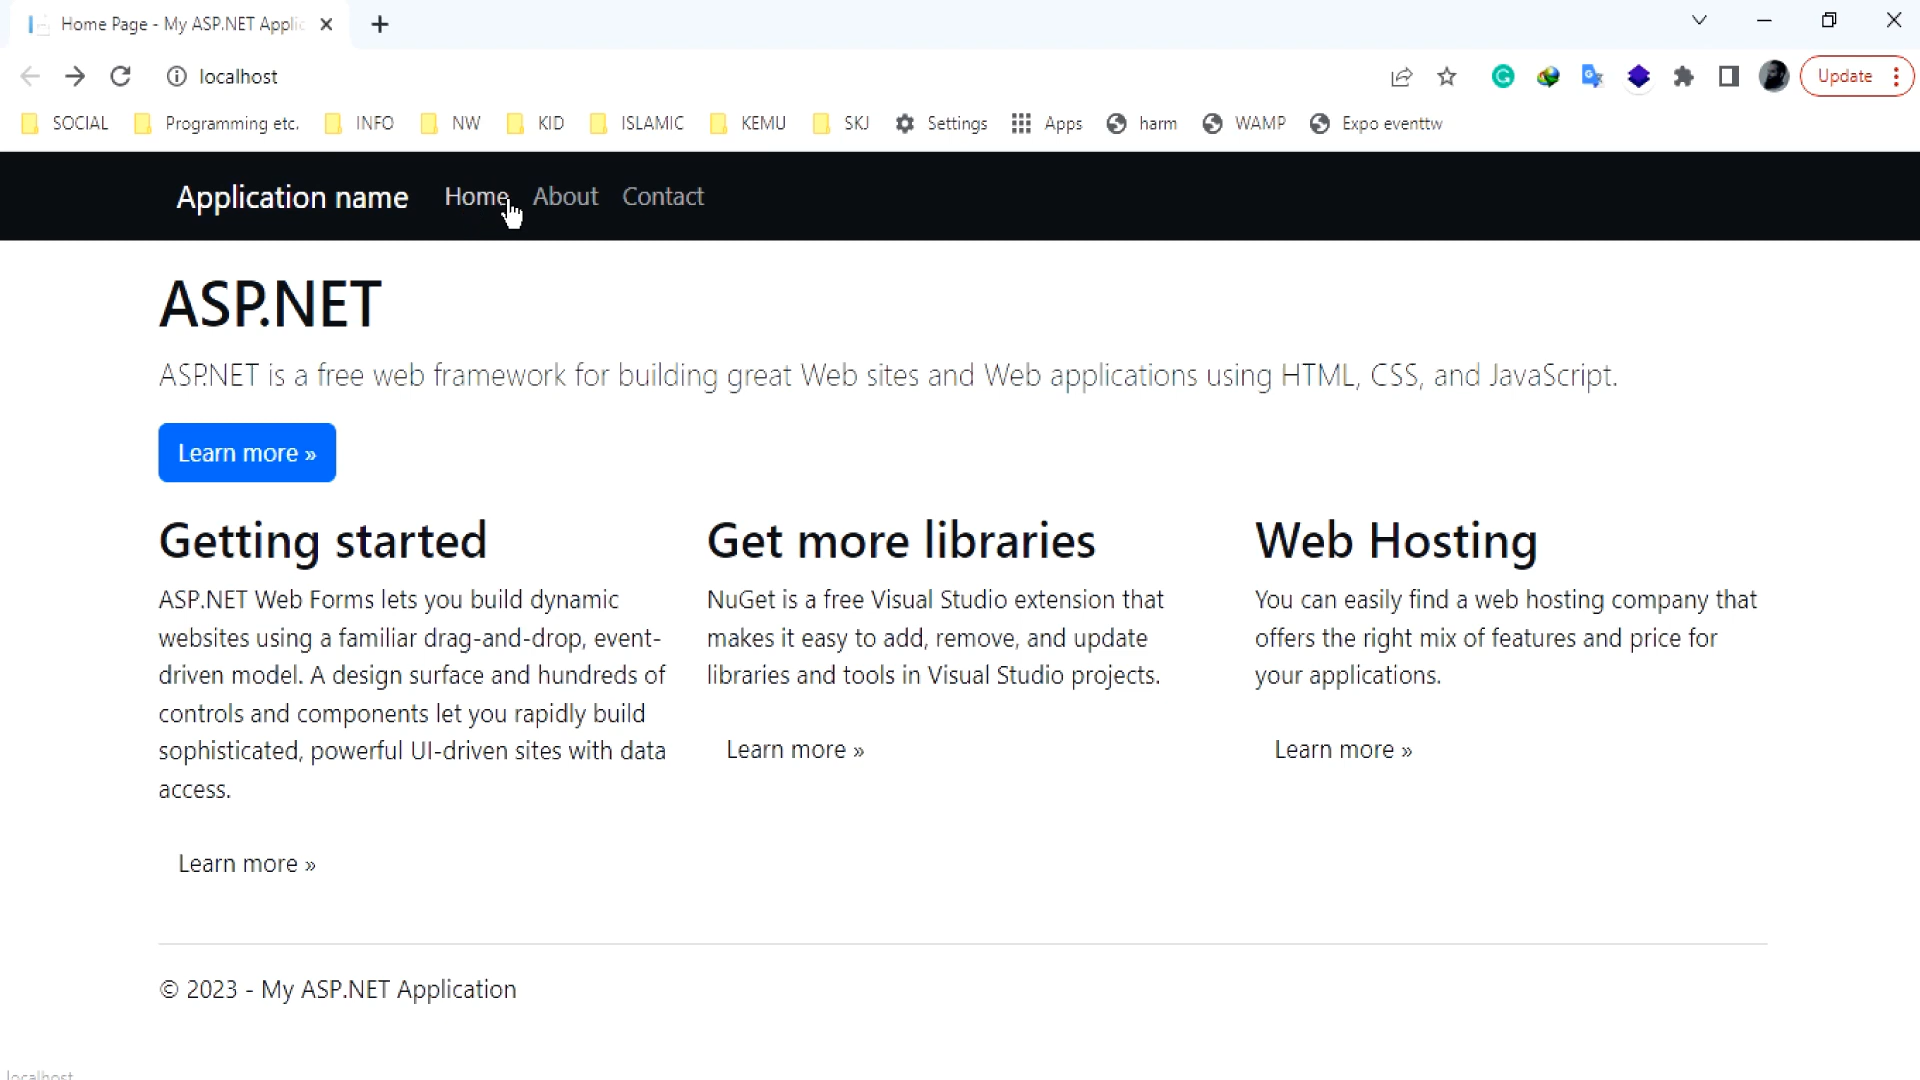 Home Page - My ASP.NET Applic
localhost
Update
SOCIAL Programming etc. INFO NW KID ISLAMIC KEMU SKJ Settings Apps harm WAMP Expo eventtw
Application name Home About Contact
ASP.NET
ASP.NET is a free web framework for building great Web sites and Web applications using HTML, CSS, and JavaScript.
Learn more »
Getting started
ASP.NET Web Forms lets you build dynamic
websites using a familiar drag-and-drop, event-
driven model. A design surface and hundreds of
controls and components let you rapidly build
sophisticated, powerful UI-driven sites with data
access.
Learn more »
Get more libraries
NuGet is a free Visual Studio extension that
makes it easy to add, remove, and update
libraries and tools in Visual Studio projects.
Learn more »
Web Hosting
You can easily find a web hosting company that
offers the right mix of features and price for
your applications.
Learn more »
© 2023 - My ASP.NET Application
localhost